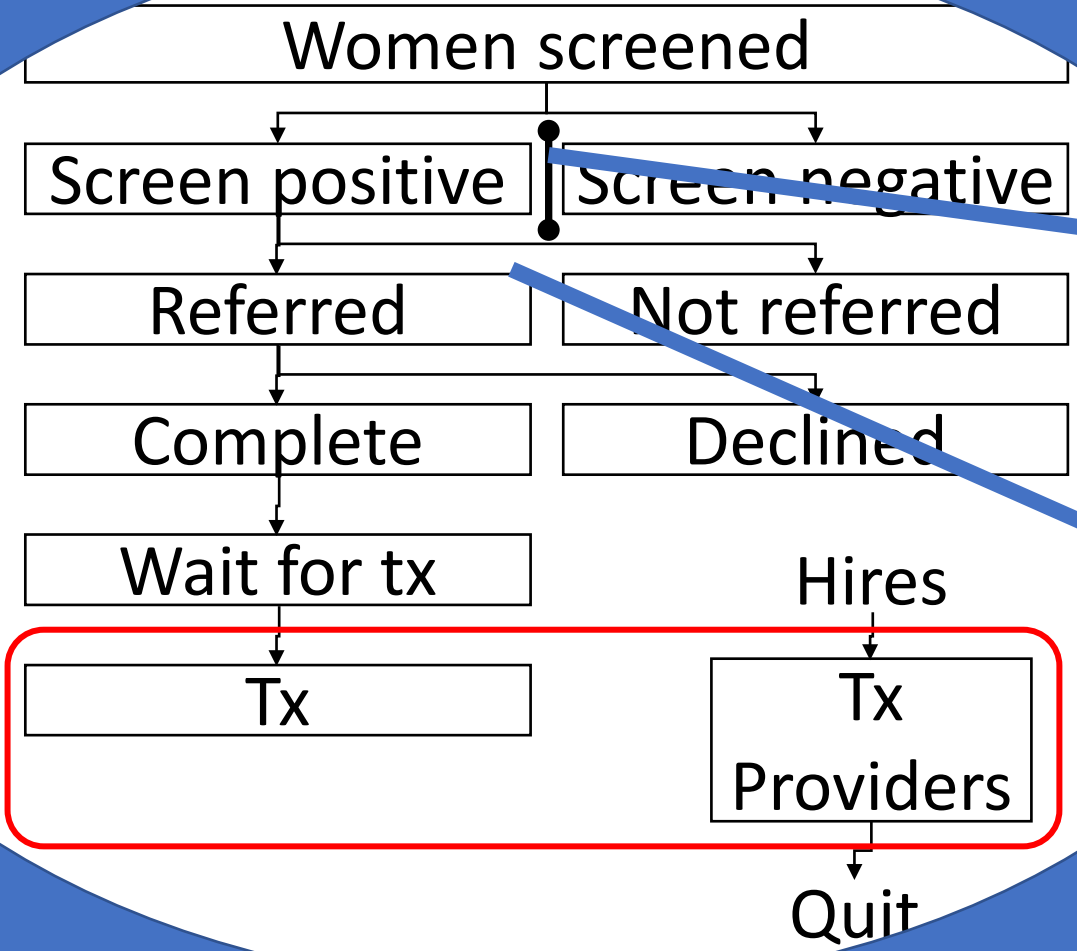 Women screened
Screen positive
Screen negative
Referred
Not referred
Complete
Declined
Wait for tx
Hires
Tx
Tx
Providers
Quit